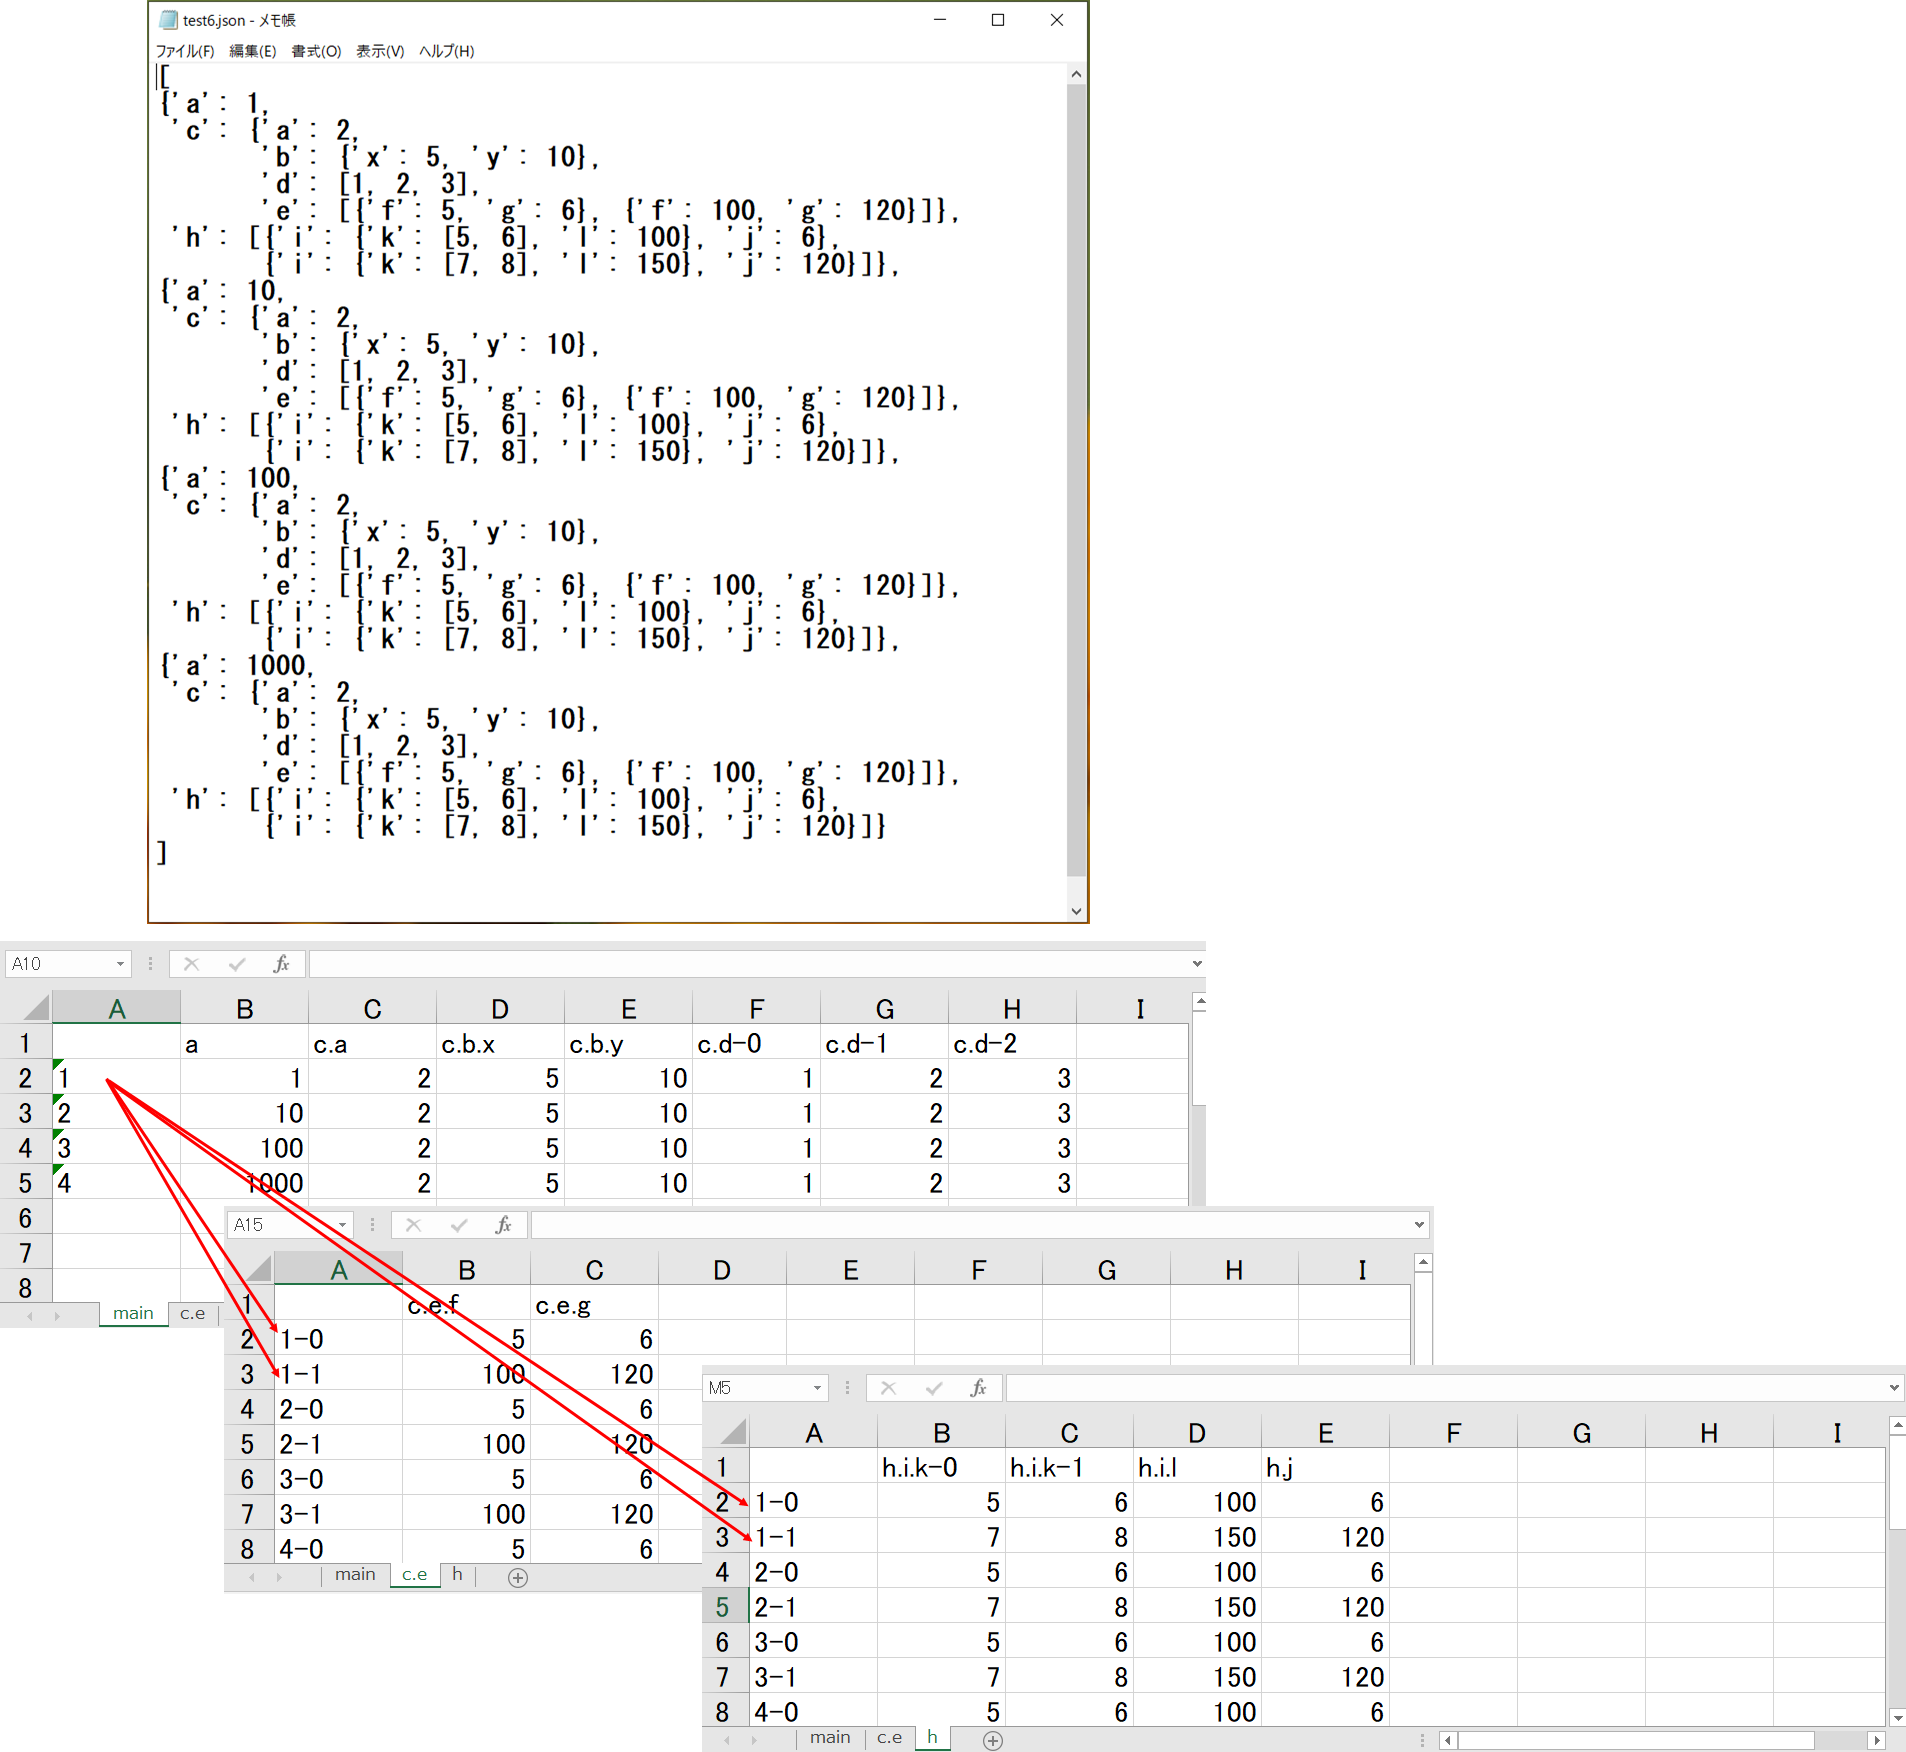 test6.json - メモ帳
ファイル(F) 編集(E) 書式(O) 表示(V) ヘルプ(H)
[
{'a': 1,
 'c': {'a': 2,
       'b': {'x': 5, 'y': 10},
       'd': [1, 2, 3],
       'e': [{'f': 5, 'g': 6}, {'f': 100, 'g': 120}]},
 'h': [{'i': {'k': [5, 6], 'l': 100}, 'j': 6},
       {'i': {'k': [7, 8], 'l': 150}, 'j': 120}]},
{'a': 10,
 'c': {'a': 2,
       'b': {'x': 5, 'y': 10},
       'd': [1, 2, 3],
       'e': [{'f': 5, 'g': 6}, {'f': 100, 'g': 120}]},
 'h': [{'i': {'k': [5, 6], 'l': 100}, 'j': 6},
       {'i': {'k': [7, 8], 'l': 150}, 'j': 120}]},
{'a': 100,
 'c': {'a': 2,
       'b': {'x': 5, 'y': 10},
       'd': [1, 2, 3],
       'e': [{'f': 5, 'g': 6}, {'f': 100, 'g': 120}]},
 'h': [{'i': {'k': [5, 6], 'l': 100}, 'j': 6},
       {'i': {'k': [7, 8], 'l': 150}, 'j': 120}]},
{'a': 1000,
 'c': {'a': 2,
       'b': {'x': 5, 'y': 10},
       'd': [1, 2, 3],
       'e': [{'f': 5, 'g': 6}, {'f': 100, 'g': 120}]},
 'h': [{'i': {'k': [5, 6], 'l': 100}, 'j': 6},
       {'i': {'k': [7, 8], 'l': 150}, 'j': 120}]}
]
A10 fx
A B C D E F G H I
1 a c.a c.b.x c.b.y c.d-0 c.d-1 c.d-2
2 1 1 2 5 10 1 2 3
3 2 10 2 5 10 1 2 3
4 3 100 2 5 10 1 2 3
5 4 1000 2 5 10 1 2 3
6
7
8
main c.e
A15 fx
A B C D E F G H I
1 c.e.f c.e.g
2 1-0 5 6
3 1-1 100 120
4 2-0 5 6
5 2-1 100 120
6 3-0 5 6
7 3-1 100 120
8 4-0 5 6
main c.e h
M5 fx
A B C D E F G H I
1 h.i.k-0 h.i.k-1 h.i.l h.j
2 1-0 5 6 100 6
3 1-1 7 8 150 120
4 2-0 5 6 100 6
5 2-1 7 8 150 120
6 3-0 5 6 100 6
7 3-1 7 8 150 120
8 4-0 5 6 100 6
main c.e h